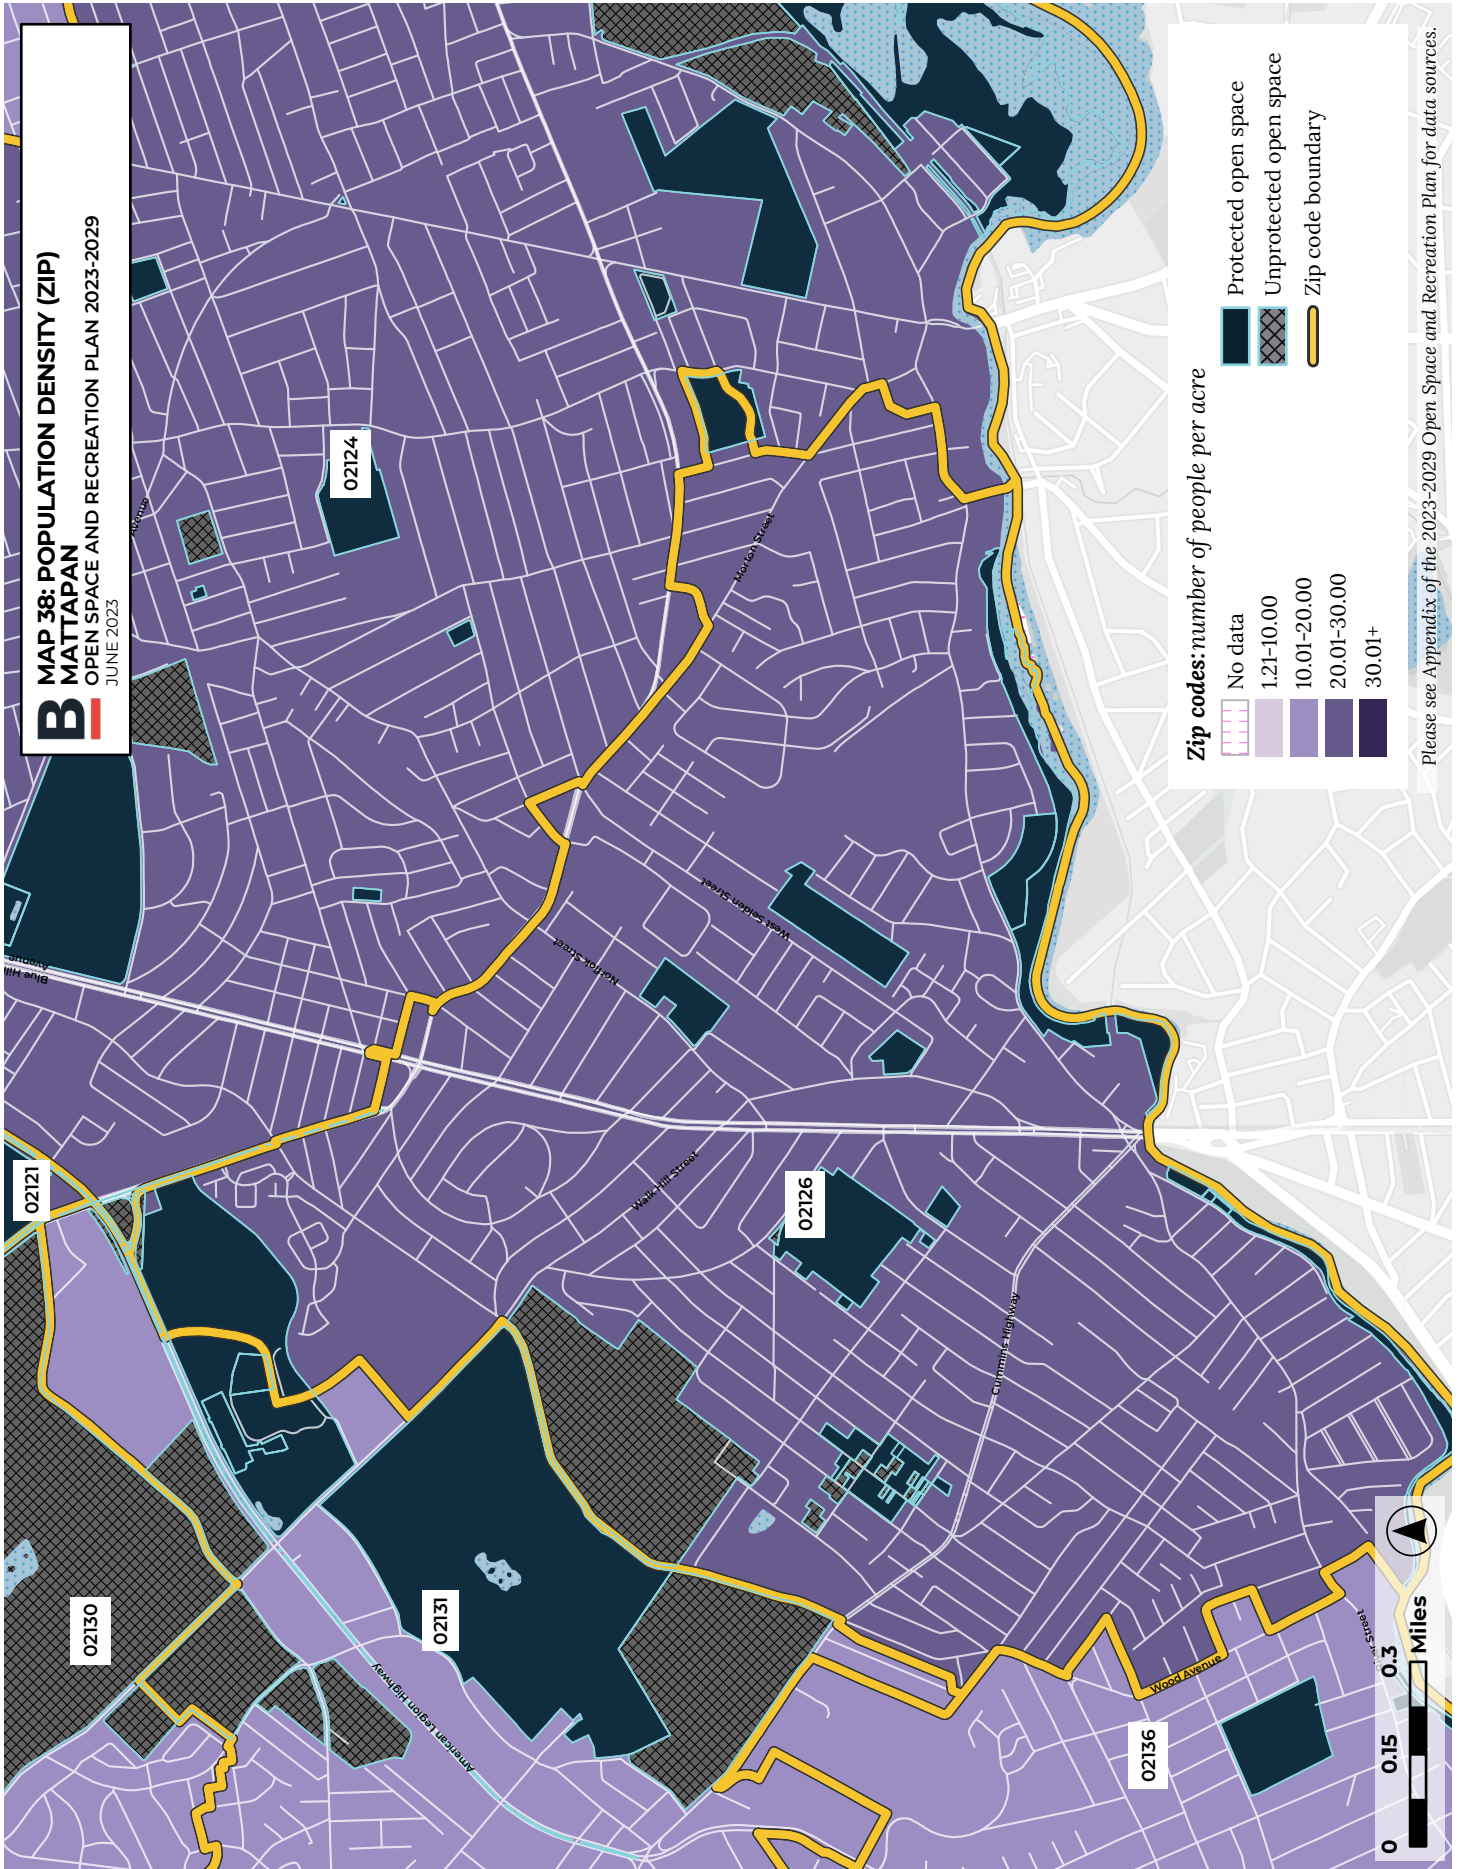 B
MAP 38: POPULATION DENSITY (ZIP)
MATTAPAN
OPEN SPACE AND RECREATION PLAN 2023-2029
JUNE 2023
02121
02124
02126
02130
02131
02136
Blue Hill
Avenue
Avenue
Morton Street
West Selden Street
Norfolk Street
Walk Hill Street
Cummins Highway
American Legion Highway
Wood Avenue
Street
Zip codes: number of people per acre
No data
1.21-10.00
10.01-20.00
20.01-30.00
30.01+
Protected open space
Unprotected open space
Zip code boundary
0 0.15 0.3
Miles
Please see Appendix of the 2023-2029 Open Space and Recreation Plan for data sources.